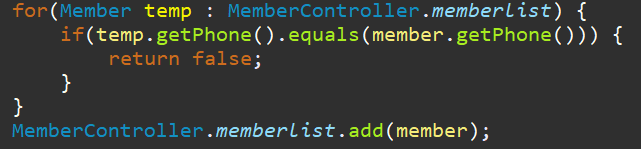 for(Member temp : MemberController.memberlist) {
    if(temp.getPhone().equals(member.getPhone())) {
        return false;
    }
}
MemberController.memberlist.add(member);